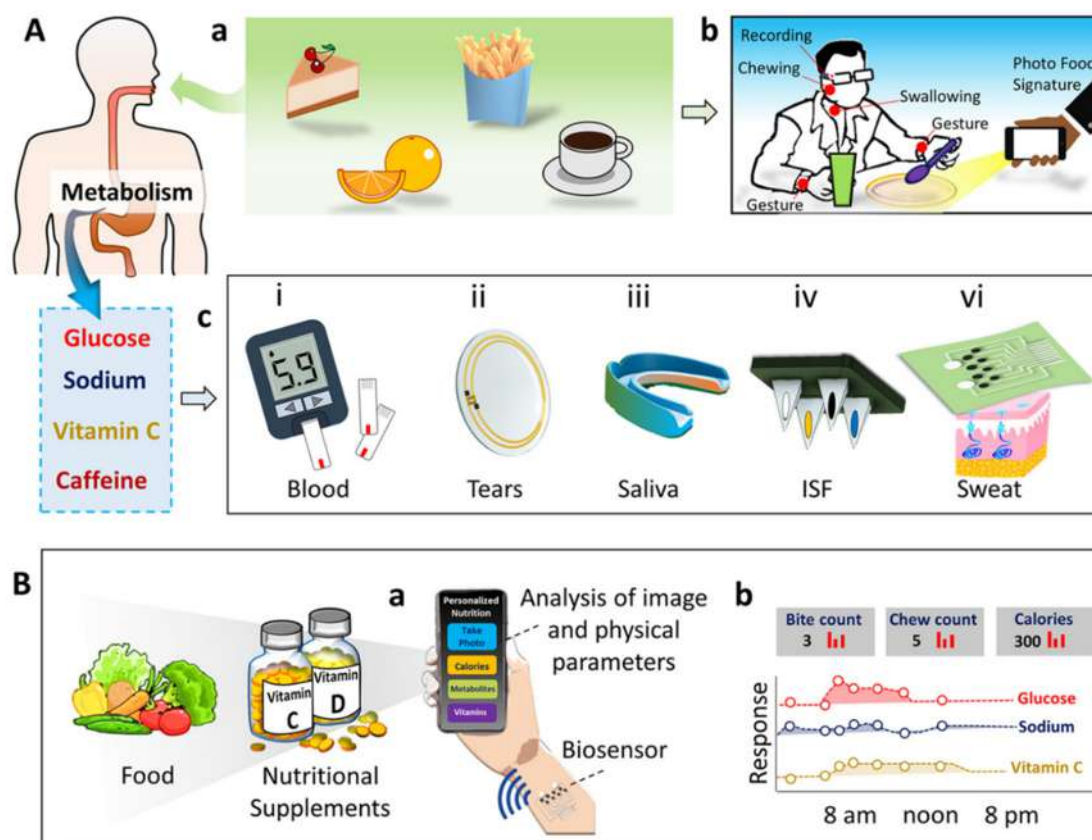 A
a
b
Recording
Chewing
Swallowing
Gesture
Gesture
Photo Food
Signature
Metabolism
Glucose
Sodium
Vitamin C
Caffeine
c
i
ii
iii
iv
vi
5.9
Blood
Tears
Saliva
ISF
Sweat
B
Food
Vitamin
C
Vitamin
D
Nutritional
Supplements
a
Personalized
Nutrition
Take
Photo
Calories
Metabolites
Vitamins
Analysis of image
and physical
parameters
Biosensor
b
Bite count
3
Chew count
5
Calories
300
Response
Glucose
Sodium
Vitamin C
8 am noon 8 pm